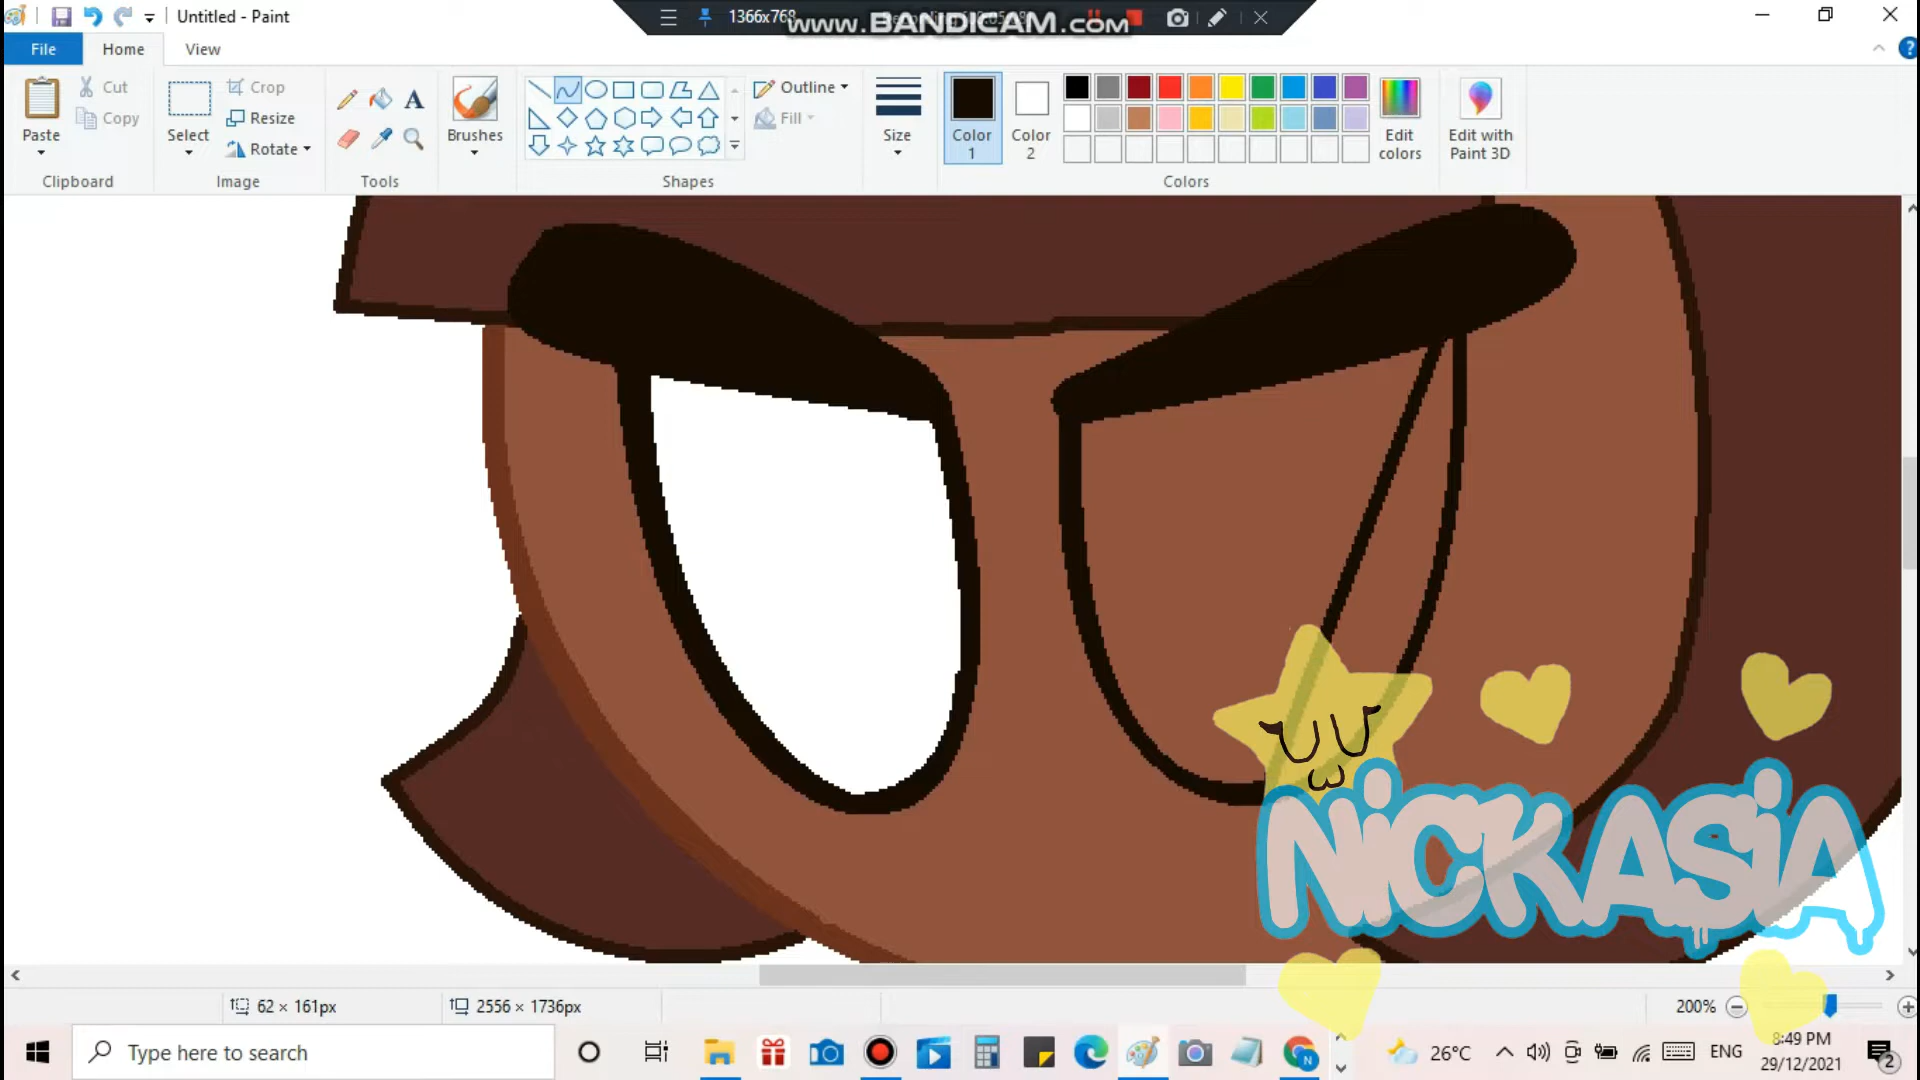 Untitled - Paint
1366x768
www.BANDICAM.com
File Home View
Paste
Cut
Copy
Clipboard
Select
Crop
Resize
Rotate
Image
Tools
Brushes
Shapes
Outline
Fill
Size
Color 1
Color 2
Colors
Edit colors
Edit with Paint 3D
NiCKASiA
62 × 161px
2556 × 1736px
200%
Type here to search
26°C
ENG
8:49 PM
29/12/2021
2